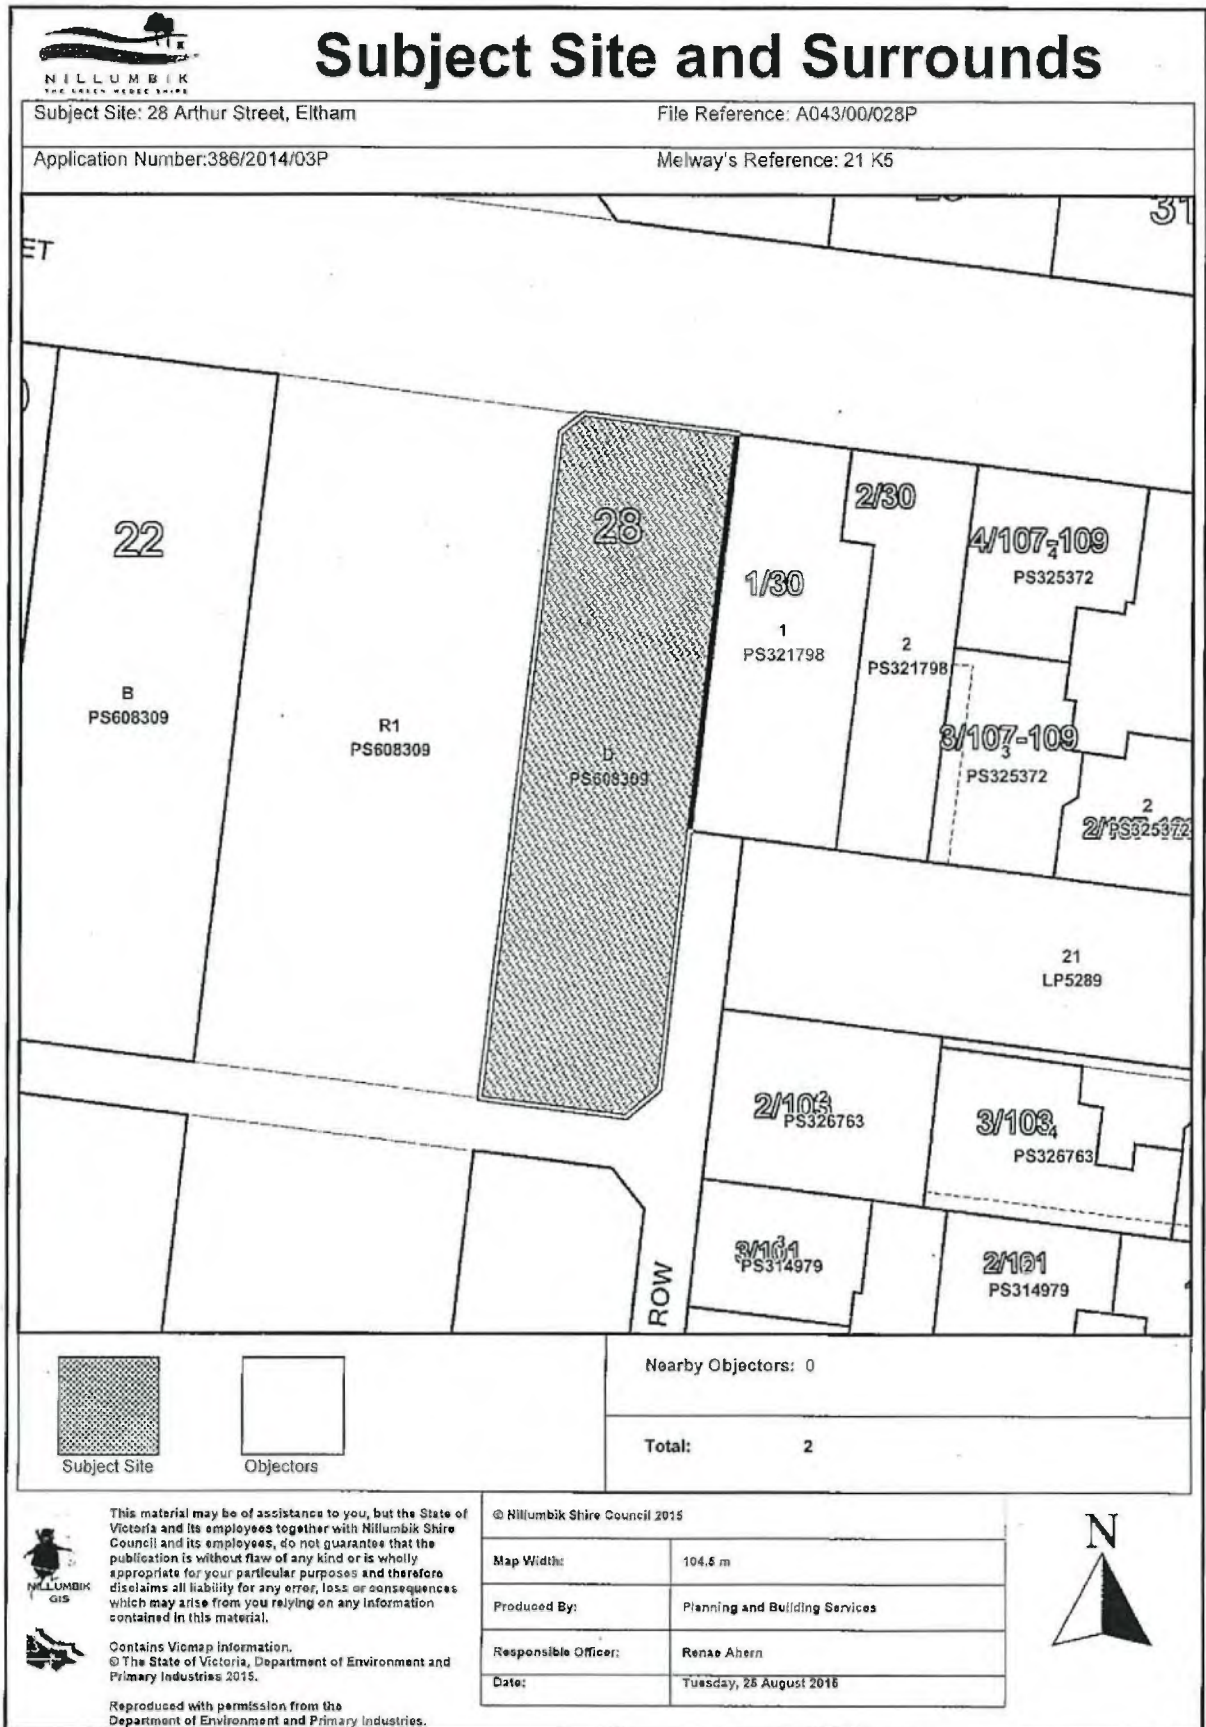 NILLUMBIK
THE GREEN WEDGE SHIRE
Subject Site and Surrounds
Subject Site: 28 Arthur Street, Eltham
File Reference: A043/00/028P
Application Number:386/2014/03P
Melway's Reference: 21 K5
31
ET
22
28
1/30
2/30
4/107-109
4
PS325372
1
PS321798
2
PS321798
B
PS608309
R1
PS608309
D
PS608309
3/107-109
3
PS325372
2
PS325372
21
LP5289
2/103
2
PS326763
3/103
4
PS326763
3/101
3
PS314979
2/101
PS314979
ROW
Subject Site
Objectors
Nearby Objectors: 0
Total: 2
NILLUMBIK
GIS
This material may be of assistance to you, but the State of
Victoria and its employees together with Nillumbik Shire
Council and its employees, do not guarantee that the
publication is without flaw of any kind or is wholly
appropriate for your particular purposes and therefore
disclaims all liability for any error, loss or consequences
which may arise from you relying on any information
contained in this material.
Contains Vicmap information.
© The State of Victoria, Department of Environment and
Primary Industries 2015.
Reproduced with permission from the
Department of Environment and Primary Industries.
© Nillumbik Shire Council 2015
Map Width: 104.5 m
Produced By: Planning and Building Services
Responsible Officer: Renae Ahern
Date: Tuesday, 25 August 2015
N